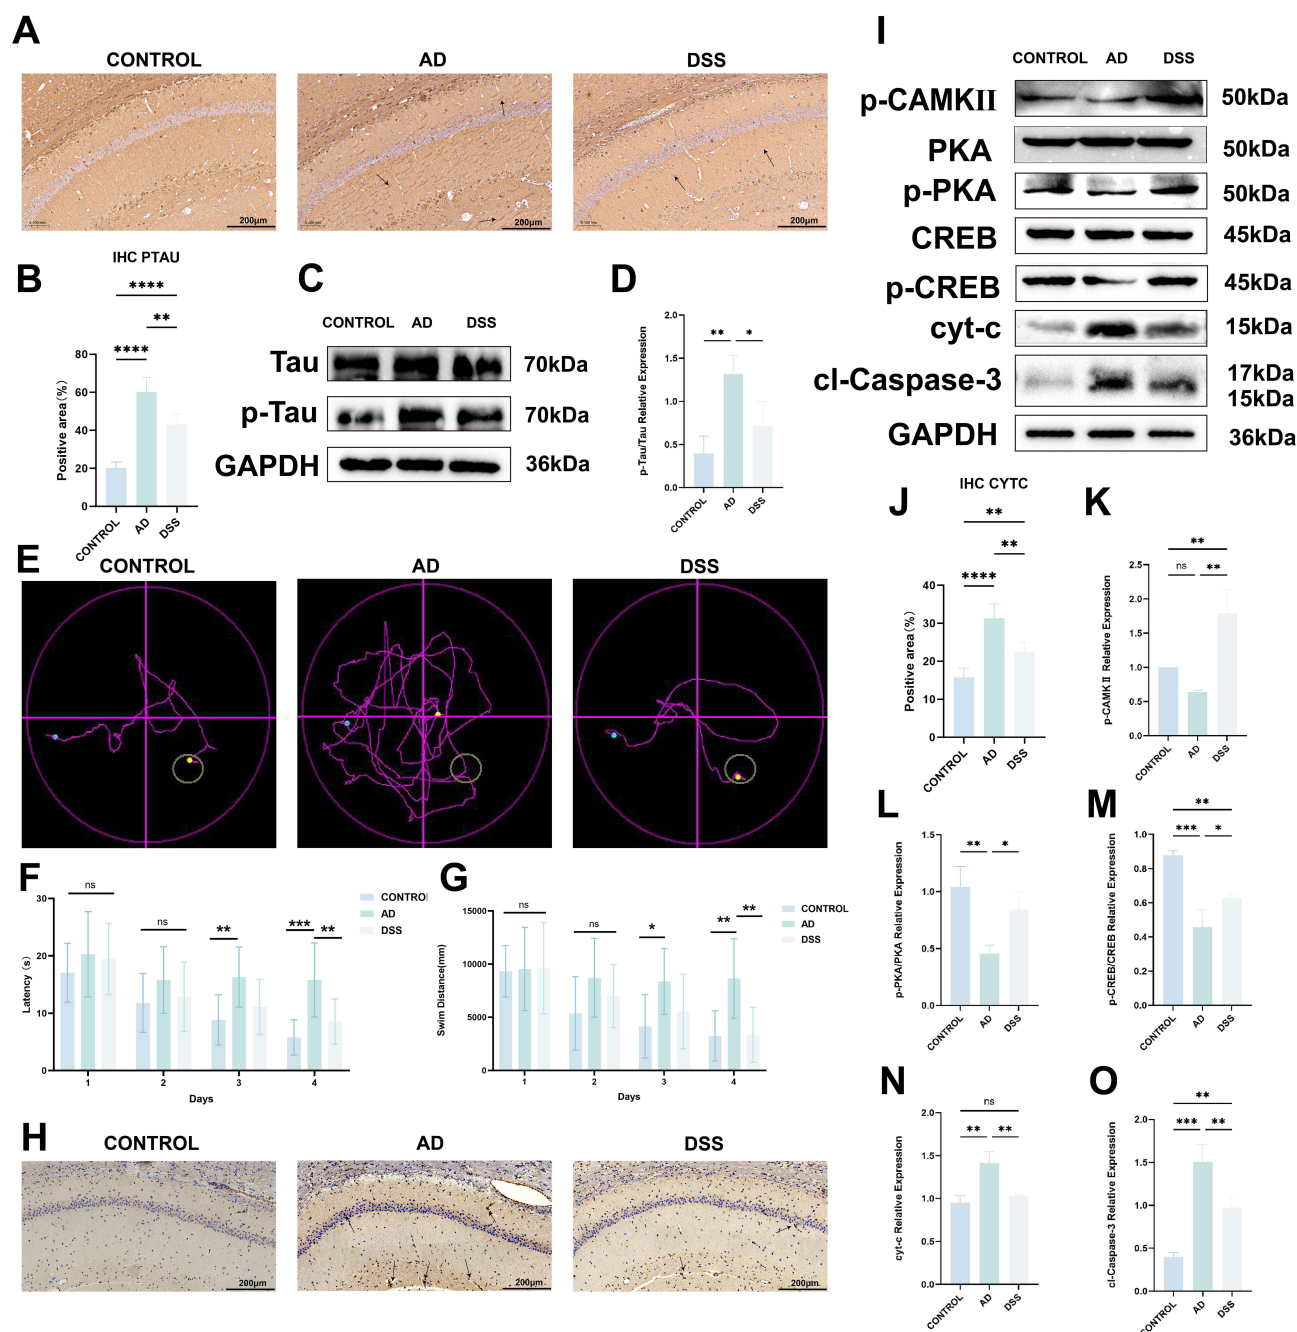 A
CONTROL
AD
DSS
200μm
200μm
200μm
B
IHC PTAU
****
**
****
Positive area(%)
80
60
40
20
0
CONTROL
AD
DSS
C
CONTROL AD DSS
Tau 70kDa
p-Tau 70kDa
GAPDH 36kDa
D
** *
p-Tau/Tau Relative Expression
2.0
1.5
1.0
0.5
0.0
CONTROL
AD
DSS
E
CONTROL
AD
DSS
F
Latency (s)
30
20
10
0
ns
ns
**
*** **
1 2 3 4
Days
CONTROL
AD
DSS
G
Swim Distance(mm)
15000
10000
5000
0
ns
ns
*
**
**
1 2 3 4
Days
CONTROL
AD
DSS
H
CONTROL
AD
DSS
200μm
200μm
200μm
I
CONTROL AD DSS
p-CAMKII 50kDa
PKA 50kDa
p-PKA 50kDa
CREB 45kDa
p-CREB 45kDa
cyt-c 15kDa
cl-Caspase-3 17kDa
15kDa
GAPDH 36kDa
J
IHC CYTC
**
**
****
Positive area(%)
40
30
20
10
0
CONTROL
AD
DSS
K
**
ns **
p-CAMKⅡ Relative Expression
2.5
2.0
1.5
1.0
0.5
0.0
CONTROL
AD
DSS
L
** *
p-PKA/PKA Relative Expression
1.5
1.0
0.5
0.0
CONTROL
AD
DSS
M
**
*** *
p-CREB/CREB Relative Expression
1.0
0.8
0.6
0.4
0.2
0.0
CONTROL
AD
DSS
N
ns
** **
cyt-c Relative Expression
2.0
1.5
1.0
0.5
0.0
CONTROL
AD
DSS
O
**
*** **
cl-Caspase-3 Relative Expression
2.0
1.5
1.0
0.5
0.0
CONTROL
AD
DSS